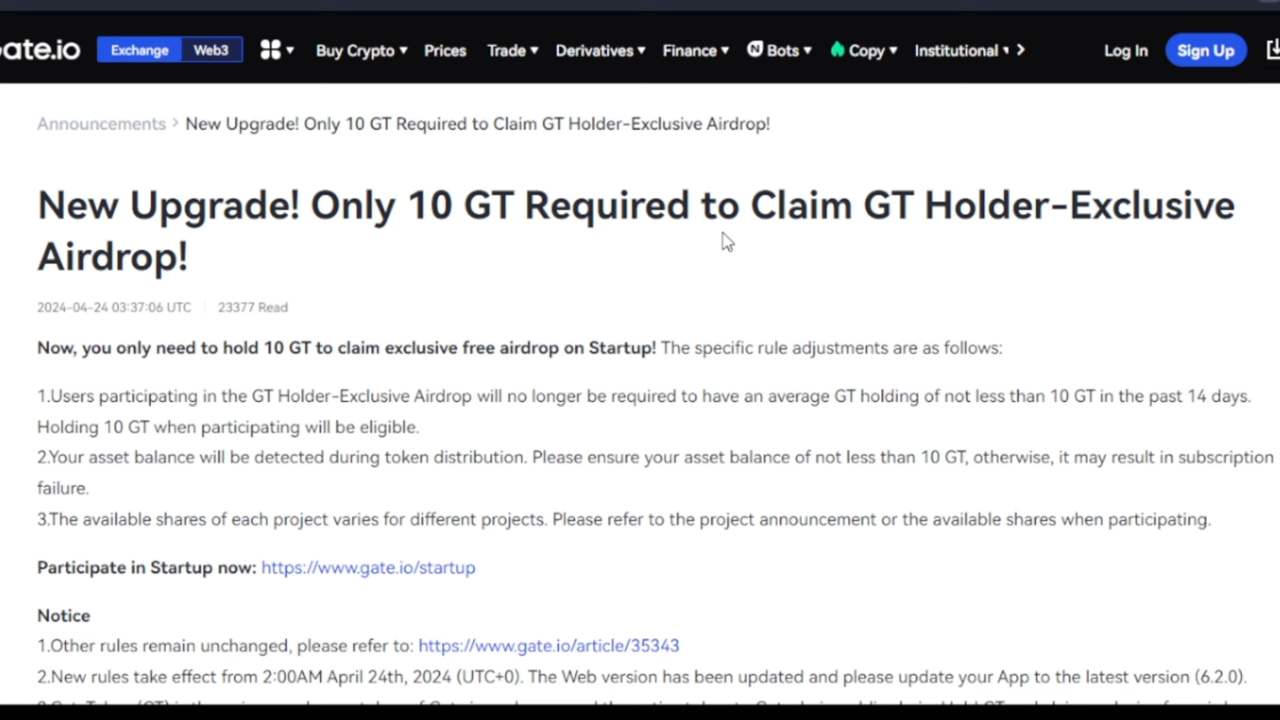 ate.io Exchange Web3 Buy Crypto Prices Trade Derivatives Finance Bots Copy Institutional Log In Sign Up
Announcements > New Upgrade! Only 10 GT Required to Claim GT Holder-Exclusive Airdrop!
New Upgrade! Only 10 GT Required to Claim GT Holder-Exclusive
Airdrop!
2024-04-24 03:37:06 UTC 23377 Read
Now, you only need to hold 10 GT to claim exclusive free airdrop on Startup! The specific rule adjustments are as follows:
1.Users participating in the GT Holder-Exclusive Airdrop will no longer be required to have an average GT holding of not less than 10 GT in the past 14 days.
Holding 10 GT when participating will be eligible.
2.Your asset balance will be detected during token distribution. Please ensure your asset balance of not less than 10 GT, otherwise, it may result in subscription
failure.
3.The available shares of each project varies for different projects. Please refer to the project announcement or the available shares when participating.
Participate in Startup now: https://www.gate.io/startup
Notice
1.Other rules remain unchanged, please refer to: https://www.gate.io/article/35343
2.New rules take effect from 2:00AM April 24th, 2024 (UTC+0). The Web version has been updated and please update your App to the latest version (6.2.0).